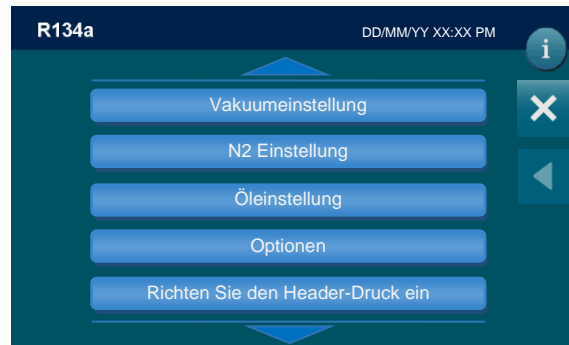 R134a
DD/MM/YY XX:XX PM
i
Vakuumeinstellung
N2 Einstellung
Öleinstellung
Optionen
Richten Sie den Header-Druck ein